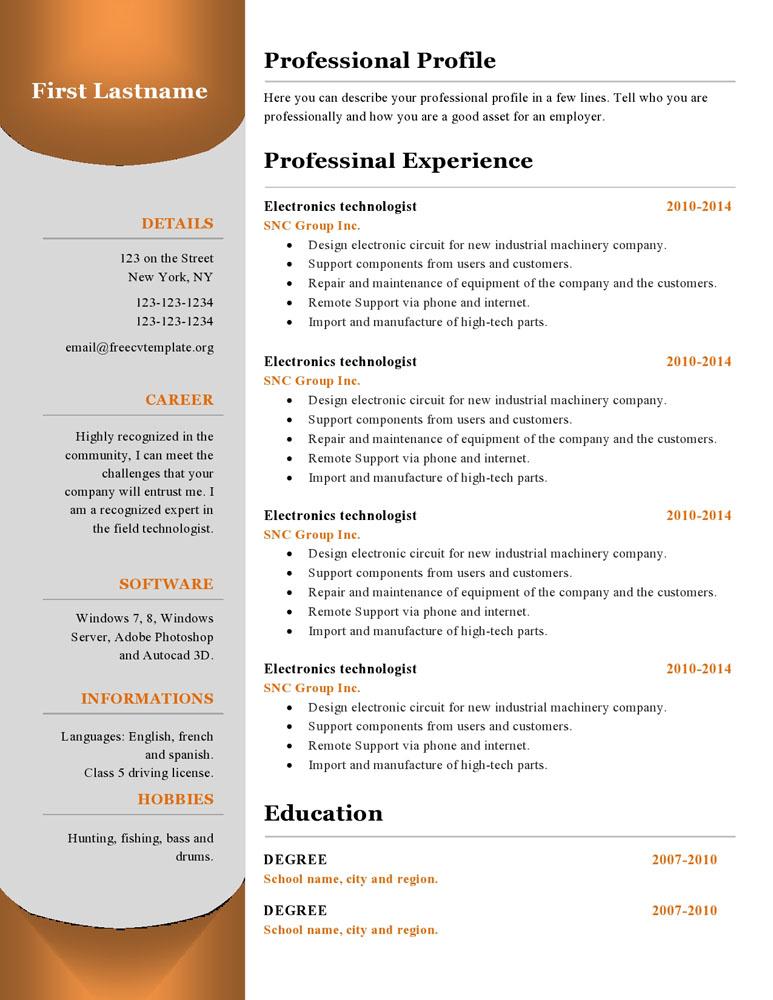 First Lastname
DETAILS
123 on the Street
New York, NY
123-123-1234
123-123-1234
email@freecvtemplate.org
CAREER
Highly recognized in the
community, I can meet the
challenges that your
company will entrust me. I
am a recognized expert in
the field technologist.
SOFTWARE
Windows 7, 8, Windows
Server, Adobe Photoshop
and Autocad 3D.
INFORMATIONS
Languages: English, french
and spanish.
Class 5 driving license.
HOBBIES
Hunting, fishing, bass and
drums.
Professional Profile
Here you can describe your professional profile in a few lines. Tell who you are
professionally and how you are a good asset for an employer.
Professinal Experience
Electronics technologist 2010-2014
SNC Group Inc.
• Design electronic circuit for new industrial machinery company.
• Support components from users and customers.
• Repair and maintenance of equipment of the company and the customers.
• Remote Support via phone and internet.
• Import and manufacture of high-tech parts.
Electronics technologist 2010-2014
SNC Group Inc.
• Design electronic circuit for new industrial machinery company.
• Support components from users and customers.
• Repair and maintenance of equipment of the company and the customers.
• Remote Support via phone and internet.
• Import and manufacture of high-tech parts.
Electronics technologist 2010-2014
SNC Group Inc.
• Design electronic circuit for new industrial machinery company.
• Support components from users and customers.
• Repair and maintenance of equipment of the company and the customers.
• Remote Support via phone and internet.
• Import and manufacture of high-tech parts.
Electronics technologist 2010-2014
SNC Group Inc.
• Design electronic circuit for new industrial machinery company.
• Support components from users and customers.
• Remote Support via phone and internet.
• Import and manufacture of high-tech parts.
Education
DEGREE 2007-2010
School name, city and region.
DEGREE 2007-2010
School name, city and region.